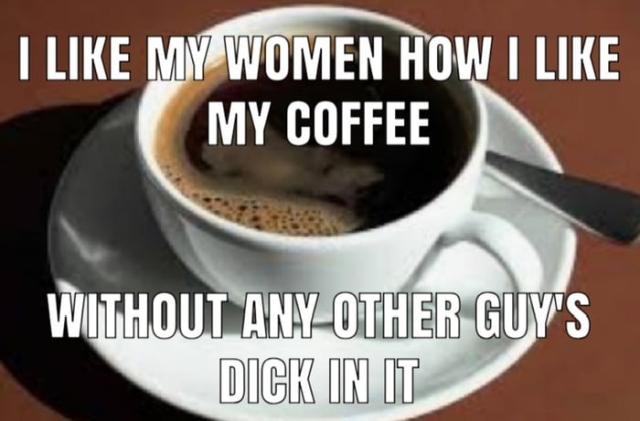 I LIKE MY WOMEN HOW I LIKE
MY COFFEE
WITHOUT ANY OTHER GUY'S
DICK IN IT